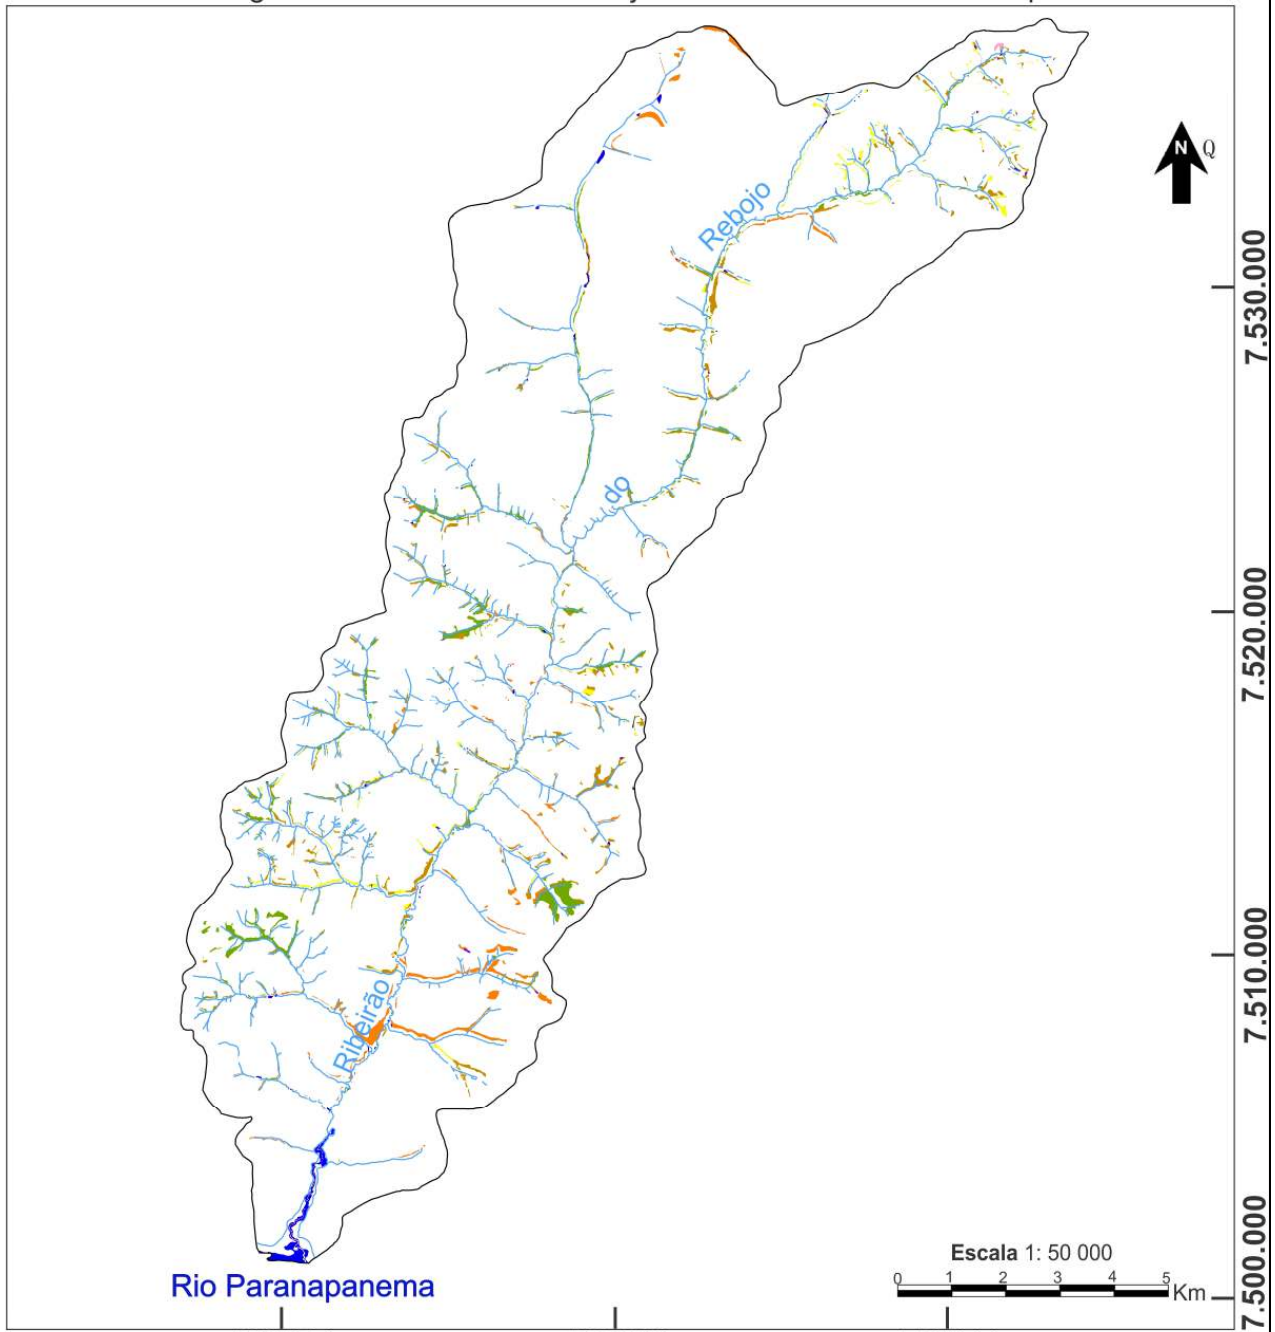 N Q
Rebojo
7.530.000
do
7.520.000
7.510.000
Ribeirão
Escala 1: 50 000
0 1 2 3 4 5
Km
7.500.000
Rio Paranapanema